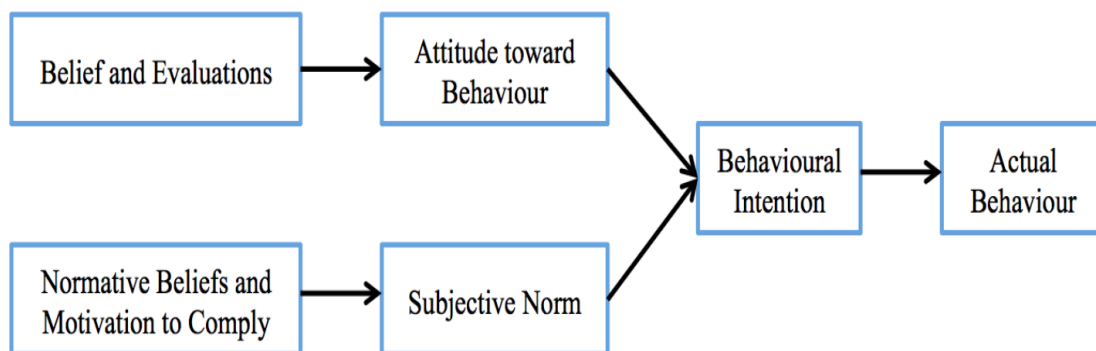 Belief and Evaluations
Attitude toward
Behaviour
Normative Beliefs and
Motivation to Comply
Subjective Norm
Behavioural
Intention
Actual
Behaviour